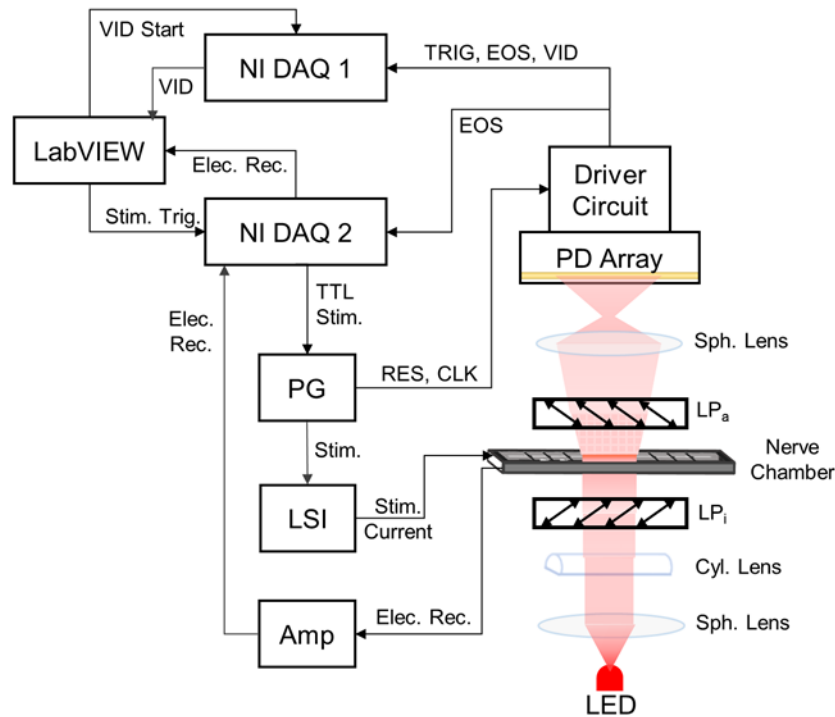 VID Start
NI DAQ 1
TRIG, EOS, VID
VID
EOS
LabVIEW
Elec. Rec.
Driver
Circuit
Stim. Trig.
NI DAQ 2
PD Array
TTL
Stim.
Elec.
Rec.
Sph. Lens
PG
RES, CLK
LPa
Stim.
Nerve
Chamber
LSI
Stim.
Current
LPi
Cyl. Lens
Amp
Elec. Rec.
Sph. Lens
LED